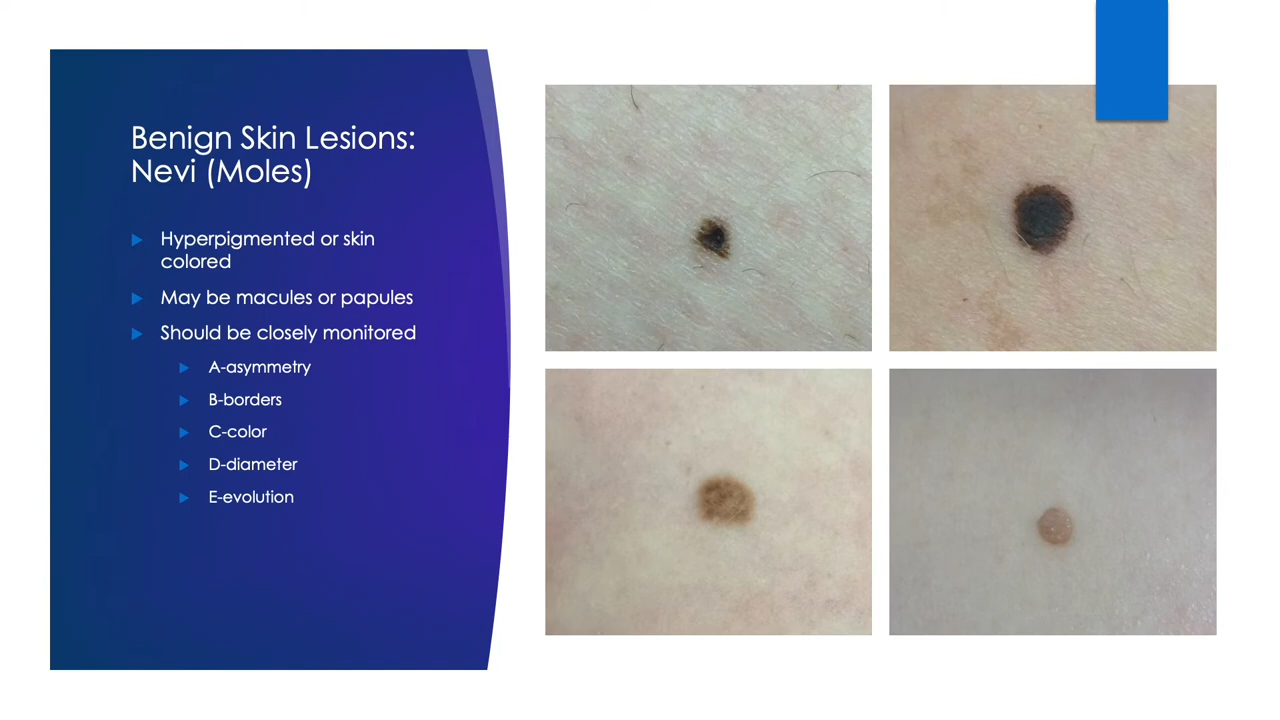 Benign Skin Lesions:
Nevi (Moles)
Hyperpigmented or skin
colored
May be macules or papules
Should be closely monitored
A-asymmetry
B-borders
C-color
D-diameter
E-evolution